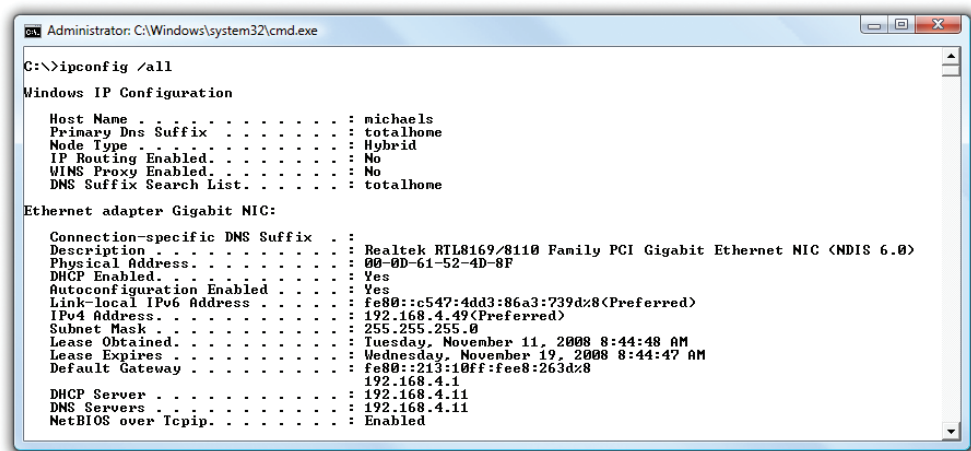 Administrator: C:\Windows\system32\cmd.exe
C:\>ipconfig /all
Windows IP Configuration
Host Name . . . . . . . . . . . . : michaels
Primary Dns Suffix . . . . . . . : totalhome
Node Type . . . . . . . . . . . . : Hybrid
IP Routing Enabled. . . . . . . . : No
WINS Proxy Enabled. . . . . . . . : No
DNS Suffix Search List. . . . . . : totalhome
Ethernet adapter Gigabit NIC:
Connection-specific DNS Suffix . :
Description . . . . . . . . . . . : Realtek RTL8169/8110 Family PCI Gigabit Ethernet NIC (NDIS 6.0)
Physical Address. . . . . . . . . : 00-0D-61-52-4D-8F
DHCP Enabled. . . . . . . . . . . : Yes
Autoconfiguration Enabled . . . . : Yes
Link-local IPv6 Address . . . . . : fe80::c547:4dd3:86a3:739d%8(Preferred)
IPv4 Address. . . . . . . . . . . : 192.168.4.49(Preferred)
Subnet Mask . . . . . . . . . . . : 255.255.255.0
Lease Obtained. . . . . . . . . . : Tuesday, November 11, 2008 8:44:48 AM
Lease Expires . . . . . . . . . . : Wednesday, November 19, 2008 8:44:47 AM
Default Gateway . . . . . . . . . : fe80::213:10ff:fee8:263d%8
192.168.4.1
DHCP Server . . . . . . . . . . . : 192.168.4.11
DNS Servers . . . . . . . . . . . : 192.168.4.11
NetBIOS over Tcpip. . . . . . . . : Enabled